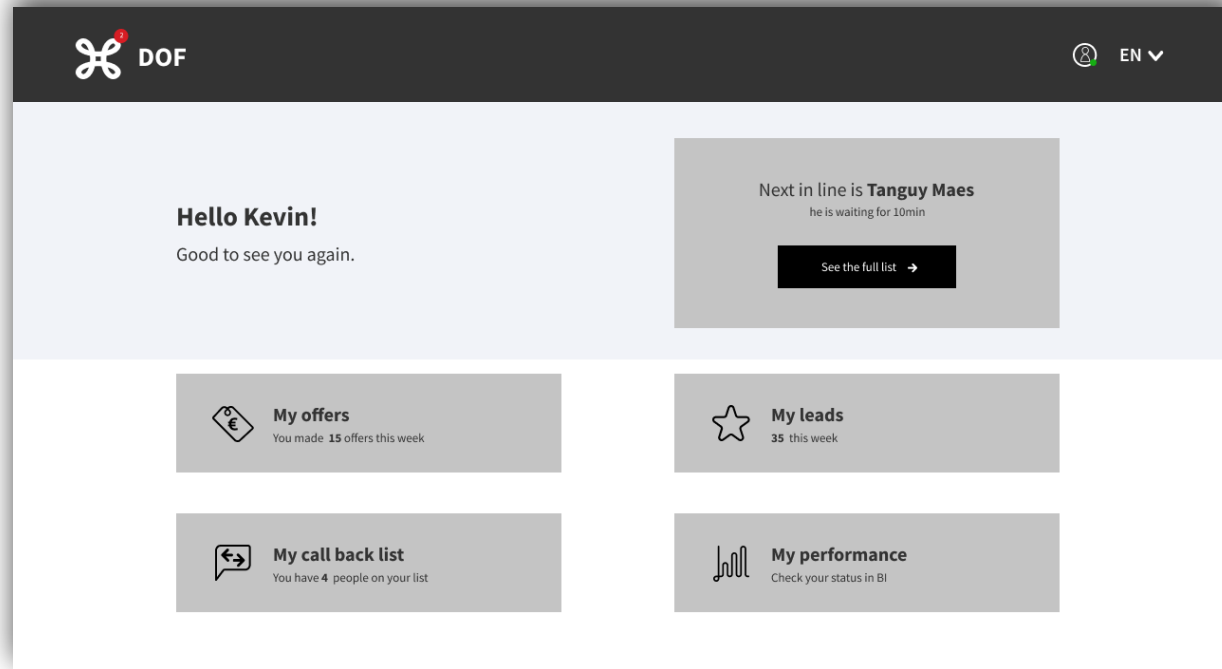 2
DOF
EN
Hello Kevin!
Good to see you again.
Next in line is Tanguy Maes
he is waiting for 10min
See the full list
My offers
You made 15 offers this week
My leads
35 this week
My call back list
You have 4 people on your list
My performance
Check your status in BI